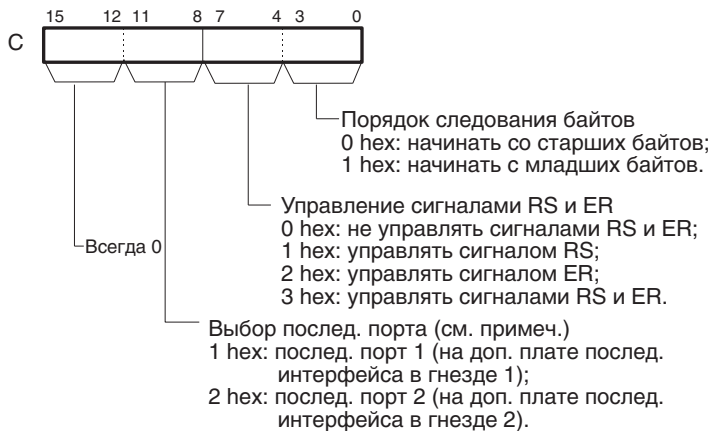 15 12 11 8 7 4 3 0
C
Порядок следования байтов
0 hex: начинать со старших байтов;
1 hex: начинать с младших байтов.
Управление сигналами RS и ER
0 hex: не управлять сигналами RS и ER;
1 hex: управлять сигналом RS;
2 hex: управлять сигналом ER;
3 hex: управлять сигналами RS и ER.
Всегда 0
Выбор послед. порта (см. примеч.)
1 hex: послед. порт 1 (на доп. плате послед.
интерфейса в гнезде 1);
2 hex: послед. порт 2 (на доп. плате послед.
интерфейса в гнезде 2).